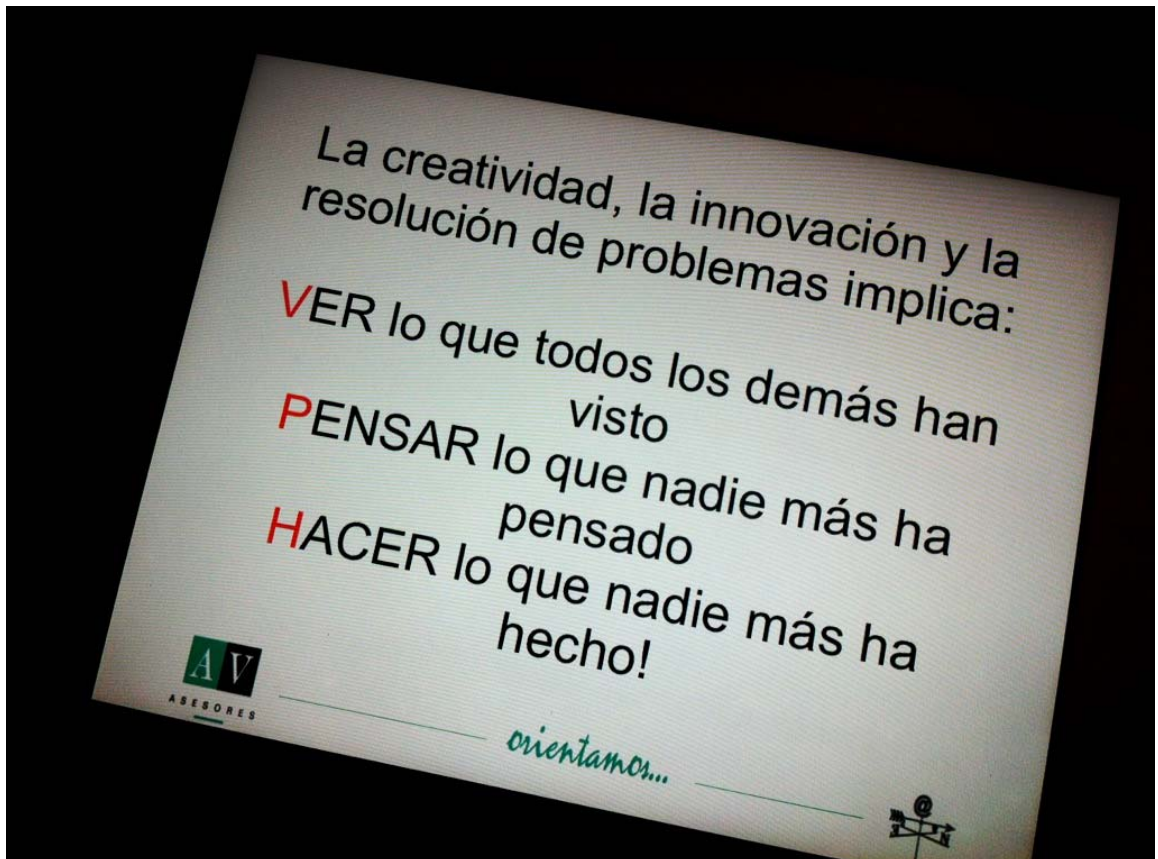 La creatividad, la innovación y la
resolución de problemas implica:
VER lo que todos los demás han
visto
PENSAR lo que nadie más ha
pensado
HACER lo que nadie más ha
hecho!
AV
ASESORES
orientamos...
@